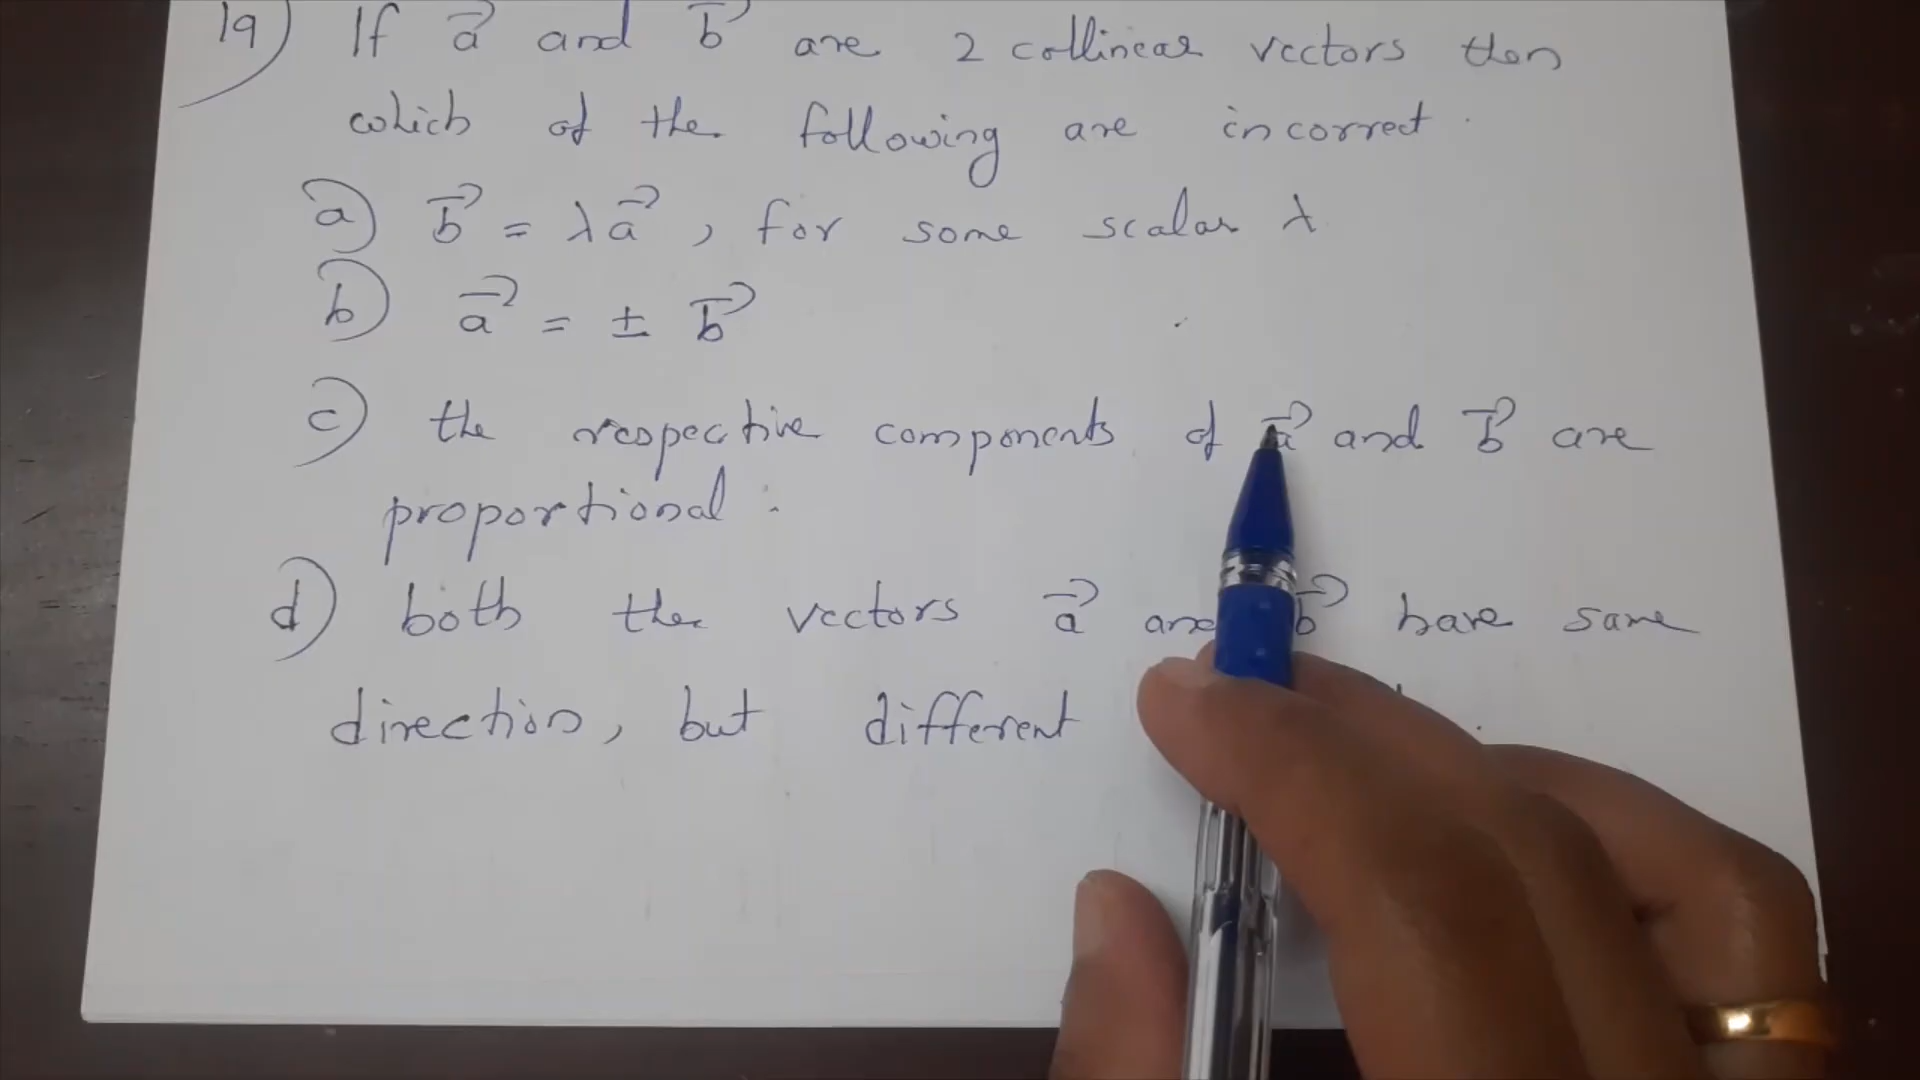 19) If a⃗ and b⃗ are 2 collinear vectors then
which of the following are incorrect.
a) b⃗ = λa⃗, for some scalar λ
b) a⃗ = ± b⃗
c) the respective components of a⃗ and b⃗ are
proportional.
d) both the vectors a⃗ and b⃗ have same
direction, but different